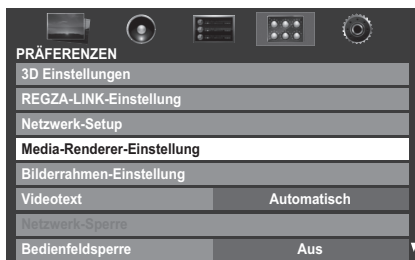 PRÄFERENZEN
3D Einstellungen
REGZA-LINK-Einstellung
Netzwerk-Setup
Media-Renderer-Einstellung
Bilderrahmen-Einstellung
Videotext Automatisch
Netzwerk-Sperre
Bedienfeldsperre Aus